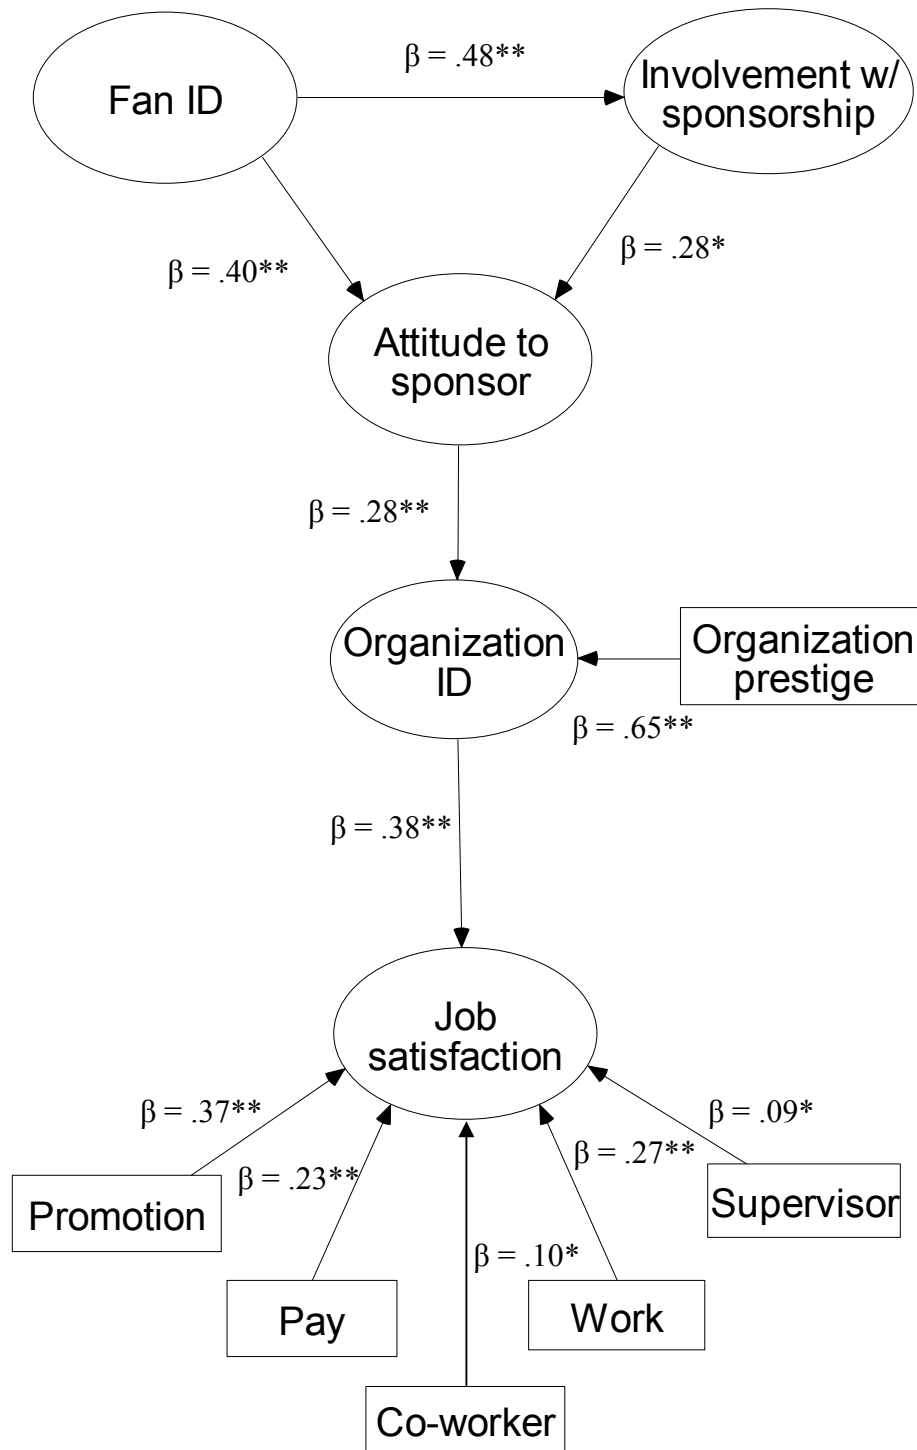 β = .48**
Fan ID
Involvement w/
sponsorship
β = .40**
β = .28*
Attitude to
sponsor
β = .28**
Organization
ID
Organization
prestige
β = .65**
β = .38**
Job
satisfaction
β = .37**
β = .23**
β = .10*
β = .27**
β = .09*
Promotion
Pay
Co-worker
Work
Supervisor